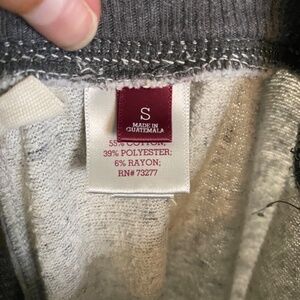 S
MADE IN
GUATEMALA
55% COTTON;
39% POLYESTER;
6% RAYON;
RN# 73277